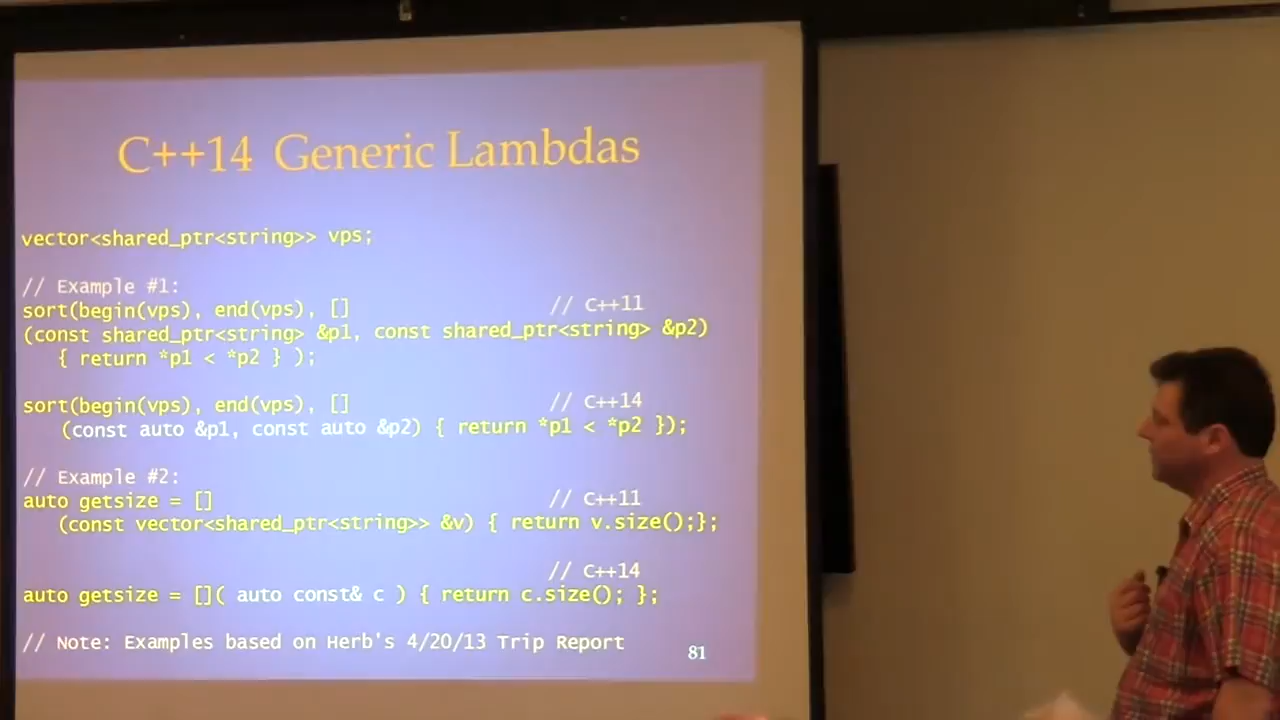 C++14 Generic Lambdas
vector<shared_ptr<string>> vps;
// Example #1:
sort(begin(vps), end(vps), [] // C++11
(const shared_ptr<string> &p1, const shared_ptr<string> &p2)
{ return *p1 < *p2 } );
sort(begin(vps), end(vps), [] // C++14
(const auto &p1, const auto &p2) { return *p1 < *p2 });
// Example #2:
auto getsize = [] // C++11
(const vector<shared_ptr<string>> &v) { return v.size();};
// C++14
auto getsize = []( auto const& c ) { return c.size(); };
// Note: Examples based on Herb's 4/20/13 Trip Report
81